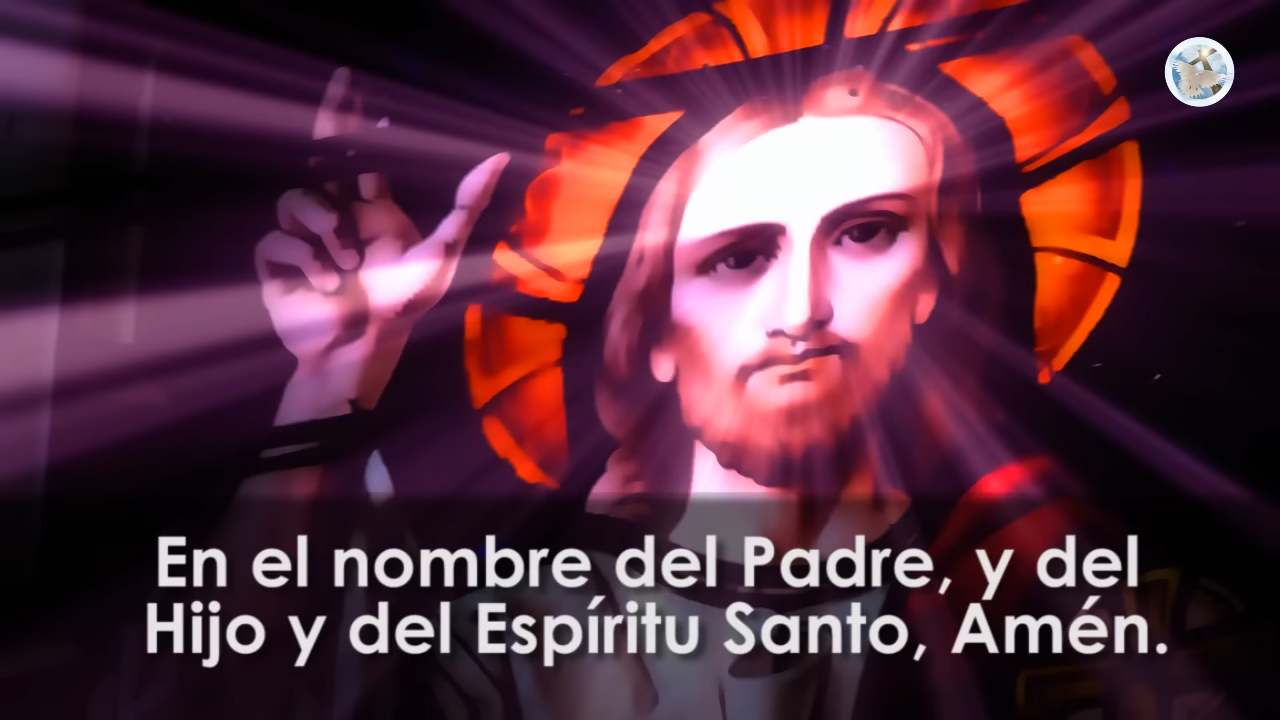 En el nombre del Padre, y del
Hijo y del Espíritu Santo, Amén.